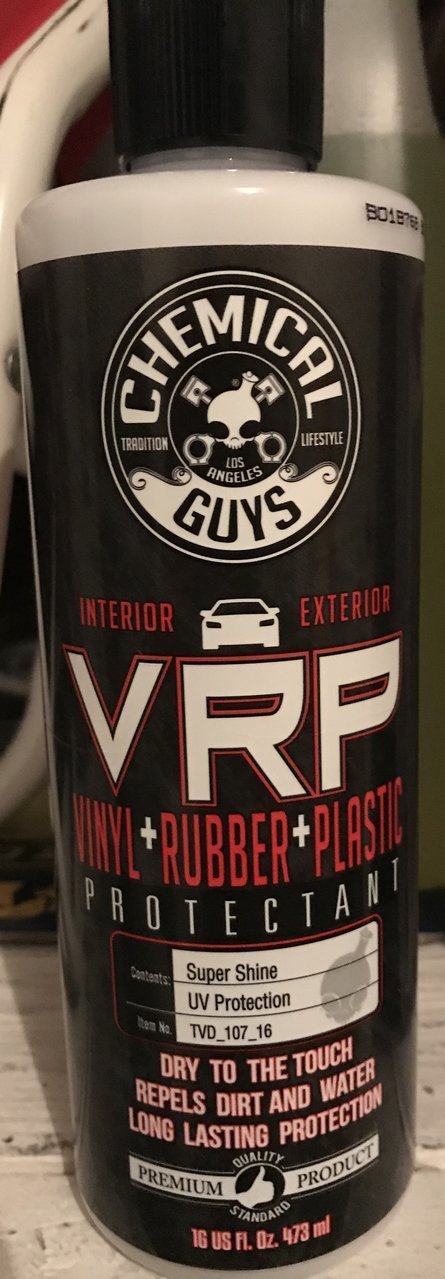 B01B768
CHEMICAL
®
TRADITION LIFESTYLE
LOS
ANGELES
GUYS
INTERIOR EXTERIOR
VRP
VINYL+RUBBER+PLASTIC
PROTECTANT
Contents: Super Shine
UV Protection
Item No. TVD_107_16
DRY TO THE TOUCH
REPELS DIRT AND WATER
LONG LASTING PROTECTION
QUALITY
PREMIUM PRODUCT
STANDARD
16 US Fl. Oz. 473 ml